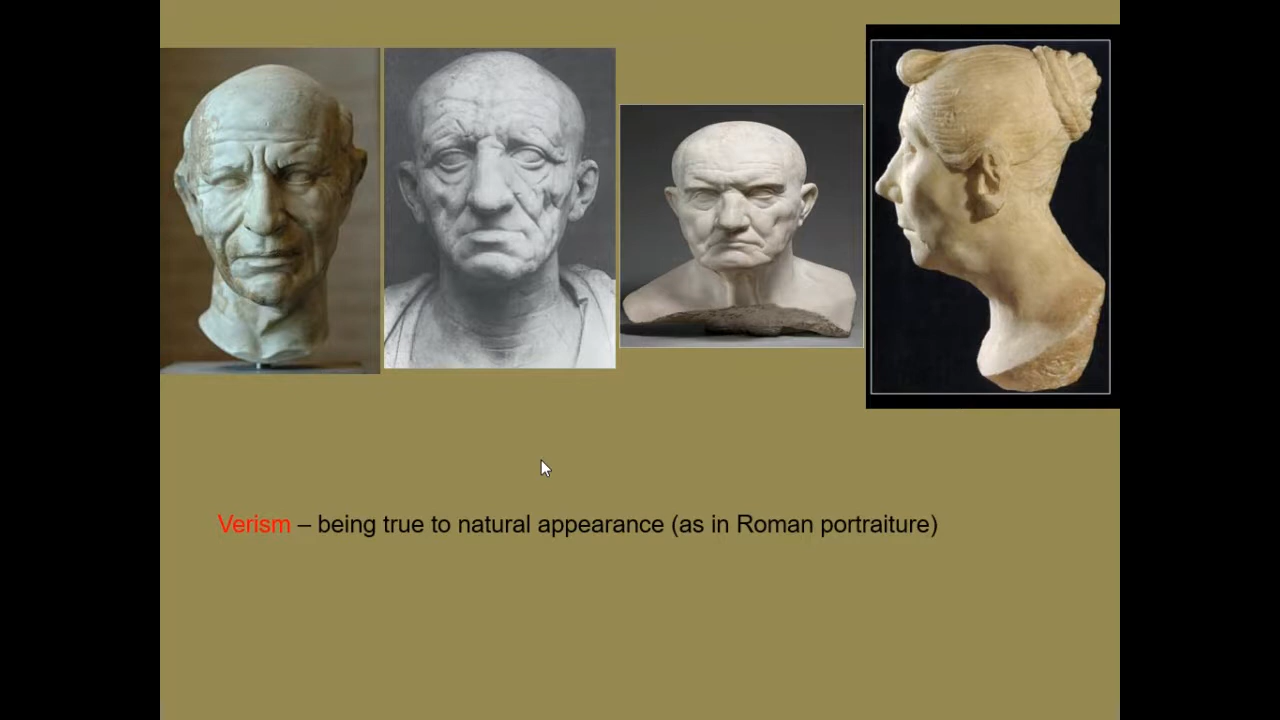 Verism – being true to natural appearance (as in Roman portraiture)